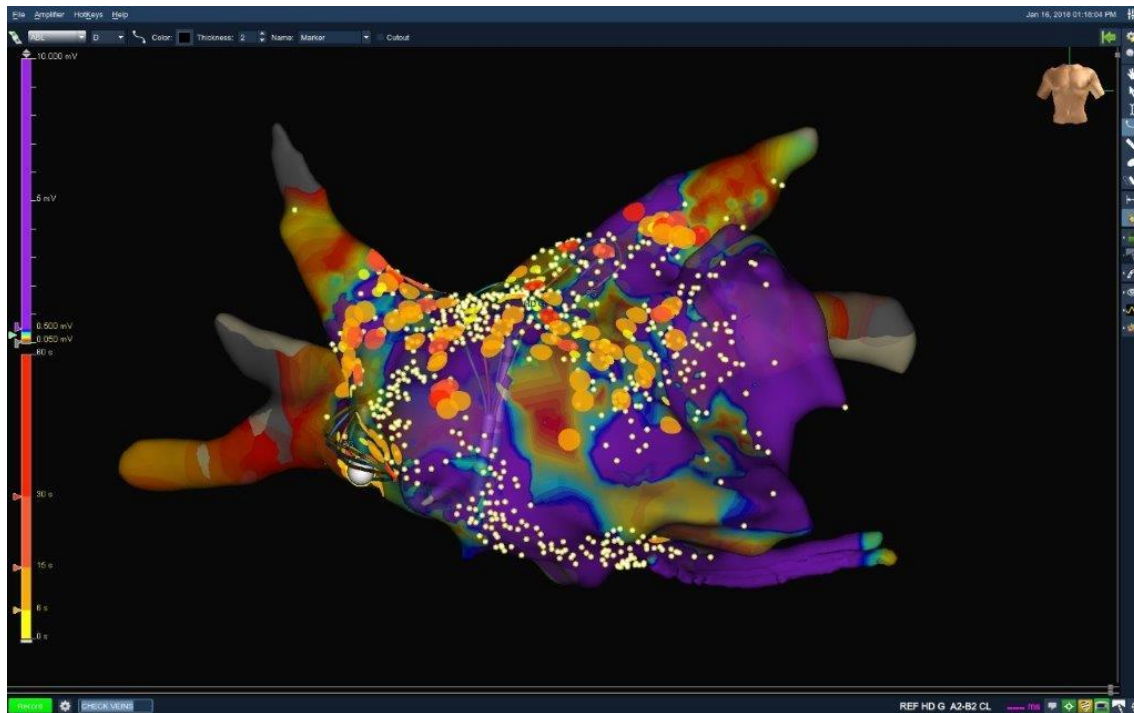 File Amplifier HotKeys Help
Jan 16, 2018 01:18:04 PM
ABL D Color: Thickness: 2 Name: Marker Cutout
10.000 mV
5 mV
0.500 mV
0.050 mV
60 s
30 s
15 s
6 s
0 s
Record CHECK VEINS
REF HD G A2-B2 CL ---- ms